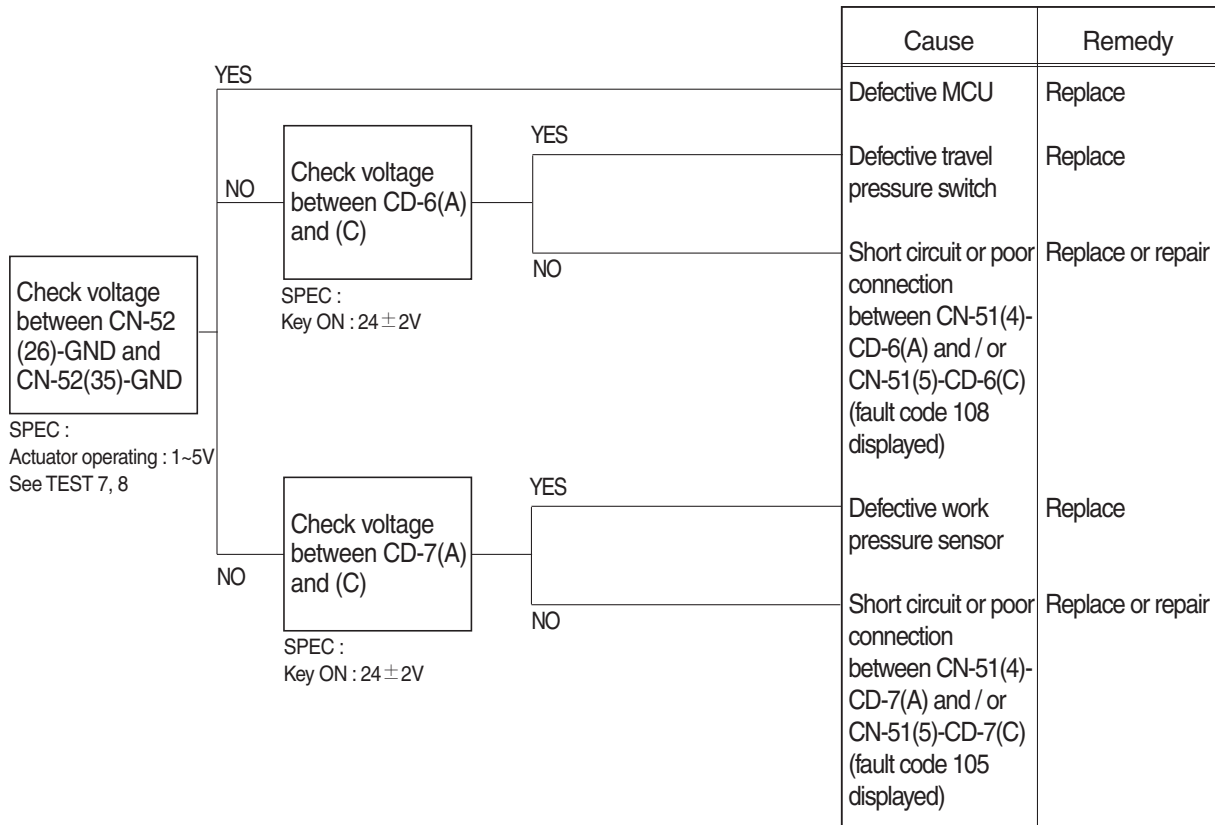 Cause
Remedy
YES
Defective MCU
Replace
NO
Check voltage
between CD-6(A)
and (C)
SPEC :
Key ON : 24±2V
YES
Defective travel
pressure switch
Replace
NO
Short circuit or poor
connection
between CN-51(4)-
CD-6(A) and / or
CN-51(5)-CD-6(C)
(fault code 108
displayed)
Replace or repair
Check voltage
between CN-52
(26)-GND and
CN-52(35)-GND
SPEC :
Actuator operating : 1~5V
See TEST 7, 8
NO
Check voltage
between CD-7(A)
and (C)
SPEC :
Key ON : 24±2V
YES
Defective work
pressure sensor
Replace
NO
Short circuit or poor
connection
between CN-51(4)-
CD-7(A) and / or
CN-51(5)-CD-7(C)
(fault code 105
displayed)
Replace or repair